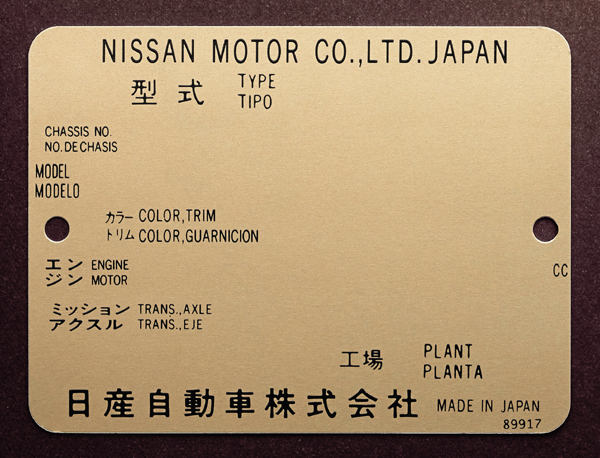 NISSAN MOTOR CO.,LTD. JAPAN
型式 TYPE
TIPO
CHASSIS NO.
NO. DE CHASIS
MODEL
MODELO
カラー COLOR,TRIM
トリム COLOR,GUARNICION
エン ENGINE
ジン MOTOR
CC
ミッション TRANS.,AXLE
アクスル TRANS.,EJE
工場 PLANT
PLANTA
日産自動車株式会社 MADE IN JAPAN
89917